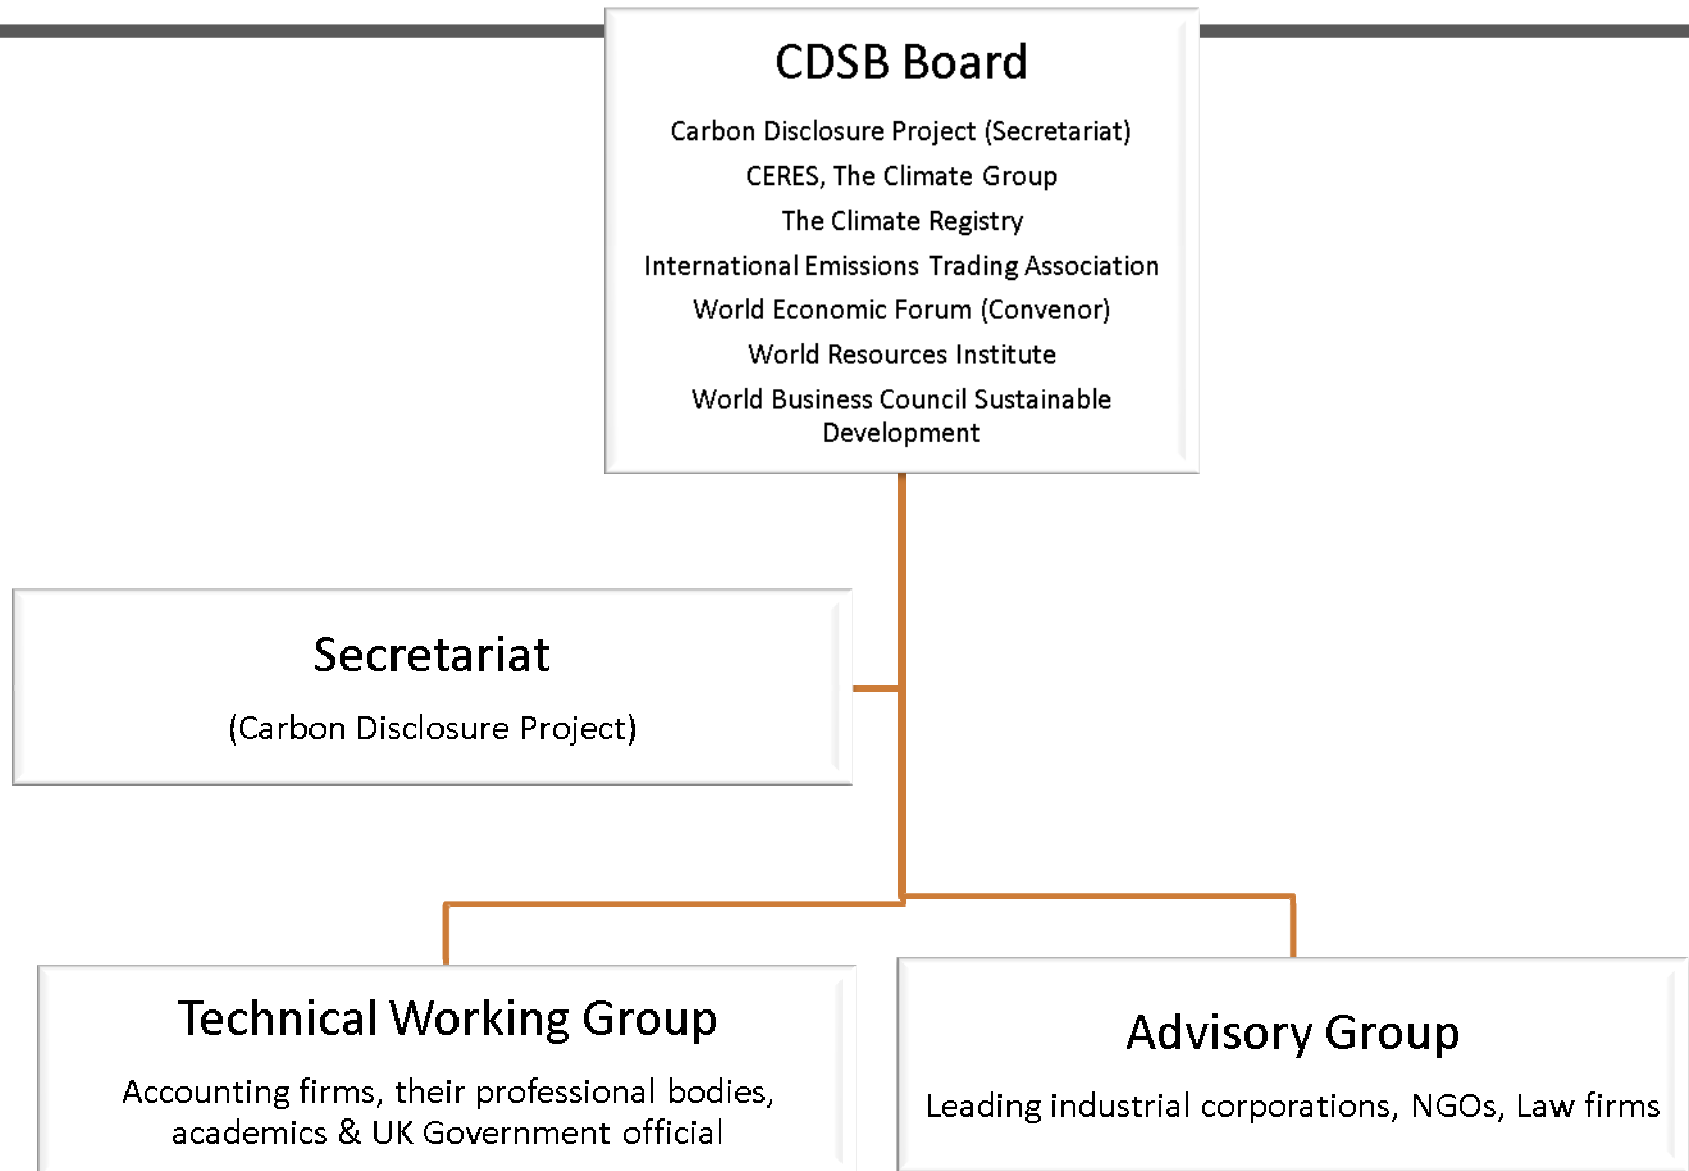 CDSB Board
Carbon Disclosure Project (Secretariat)
CERES, The Climate Group
The Climate Registry
International Emissions Trading Association
World Economic Forum (Convenor)
World Resources Institute
World Business Council Sustainable
Development
Secretariat
(Carbon Disclosure Project)
Technical Working Group
Accounting firms, their professional bodies,
academics & UK Government official
Advisory Group
Leading industrial corporations, NGOs, Law firms